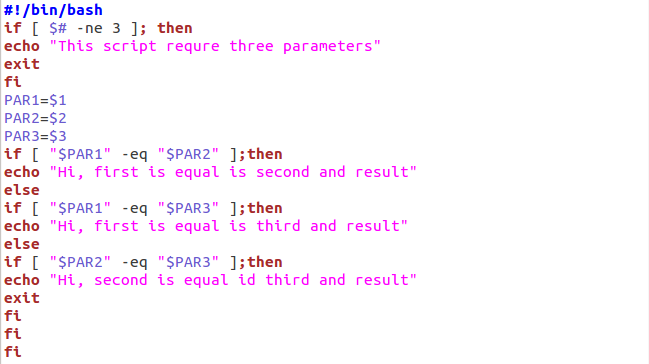 #!/bin/bash
if [ $# -ne 3 ]; then
echo "This script requre three parameters"
exit
fi
PAR1=$1
PAR2=$2
PAR3=$3
if [ "$PAR1" -eq "$PAR2" ];then
echo "Hi, first is equal is second and result"
else
if [ "$PAR1" -eq "$PAR3" ];then
echo "Hi, first is equal is third and result"
else
if [ "$PAR2" -eq "$PAR3" ];then
echo "Hi, second is equal id third and result"
exit
fi
fi
fi